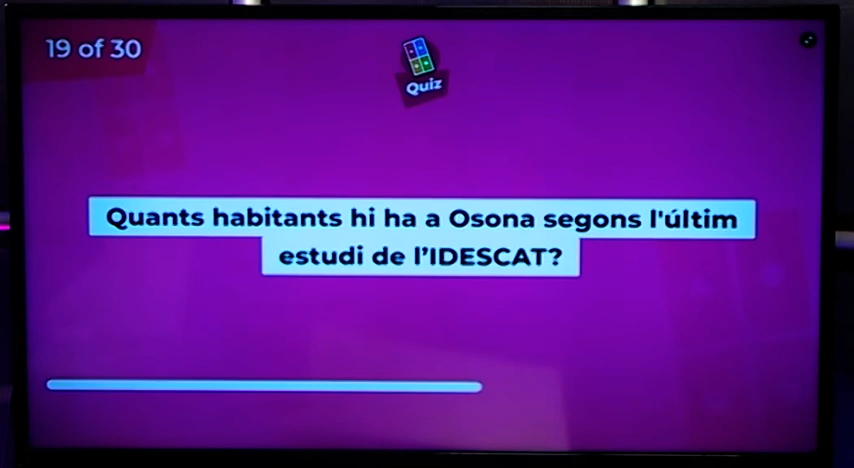 19 of 30
Quiz
Quants habitants hi ha a Osona segons l'últim
estudi de l’IDESCAT?